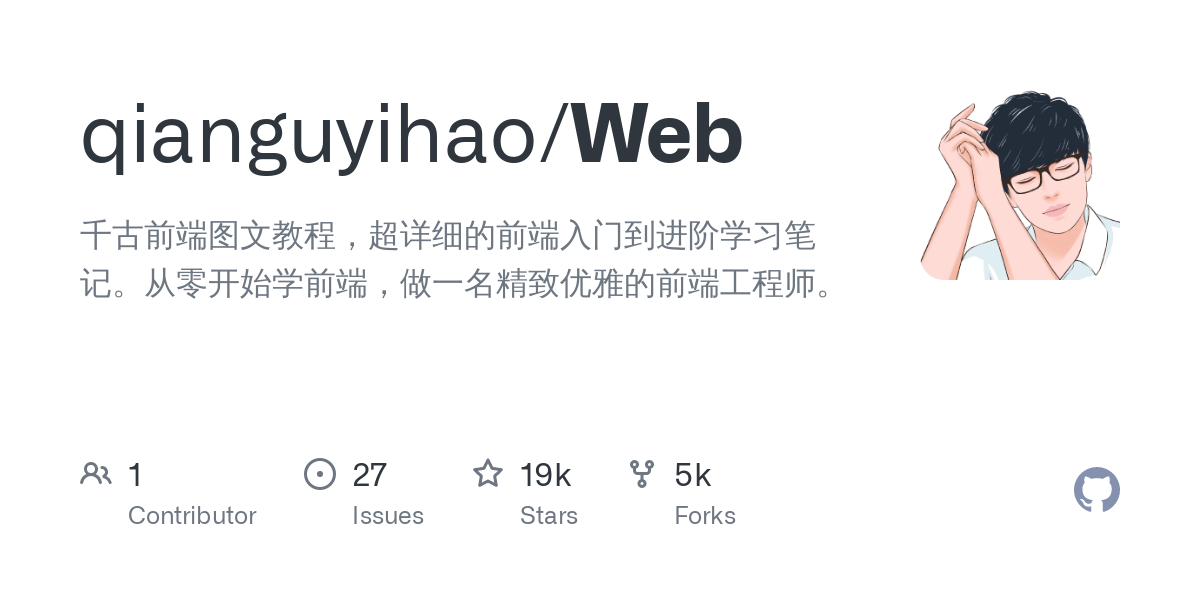 qianguyihao/Web
千古前端图文教程，超详细的前端入门到进阶学习笔
记。从零开始学前端，做一名精致优雅的前端工程师。
1 27 19k 5k
Contributor Issues Stars Forks